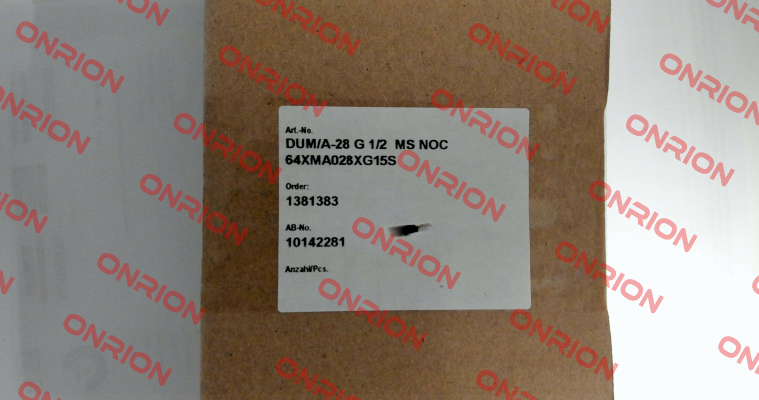 Art.-No.
DUM/A-28 G 1/2 MS NOC
64XMA028XG15S
Order:
1381383
AB-No.
10142281
Anzahl/Pcs.
ONRION